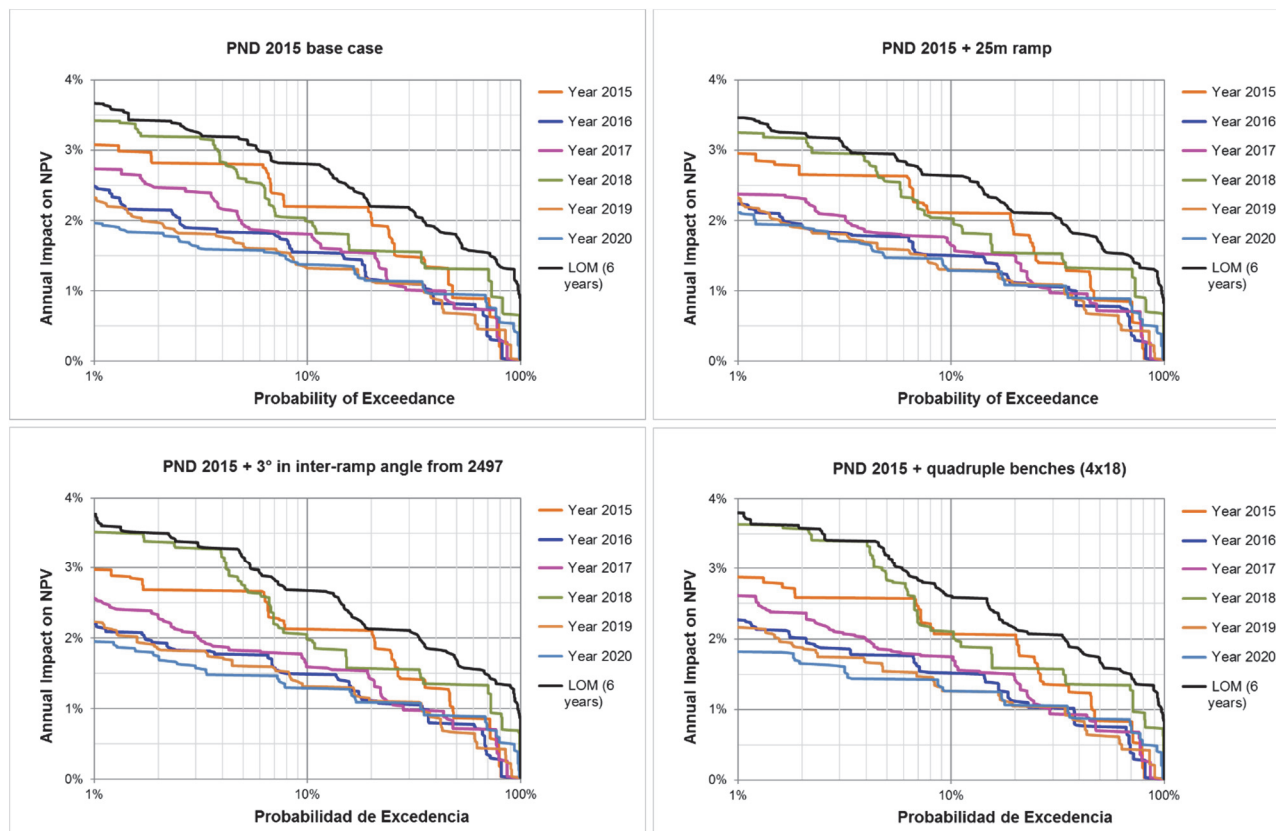 PND 2015 base case
4%
3%
2%
1%
0%
Annual Impact on NPV
1%
10%
100%
Probability of Exceedance
Year 2015
Year 2016
Year 2017
Year 2018
Year 2019
Year 2020
LOM (6
years)
PND 2015 + 25m ramp
4%
3%
2%
1%
0%
Annual Impact on NPV
1%
10%
100%
Probability of Exceedance
Year 2015
Year 2016
Year 2017
Year 2018
Year 2019
Year 2020
LOM (6
years)
PND 2015 + 3° in inter-ramp angle from 2497
4%
3%
2%
1%
0%
Annual Impact on NPV
1%
10%
100%
Probabilidad de Excedencia
Year 2015
Year 2016
Year 2017
Year 2018
Year 2019
Year 2020
LOM (6
years)
PND 2015 + quadruple benches (4x18)
4%
3%
2%
1%
0%
Annual Impact on NPV
1%
10%
100%
Probabilidad de Excedencia
Year 2015
Year 2016
Year 2017
Year 2018
Year 2019
Year 2020
LOM (6
years)